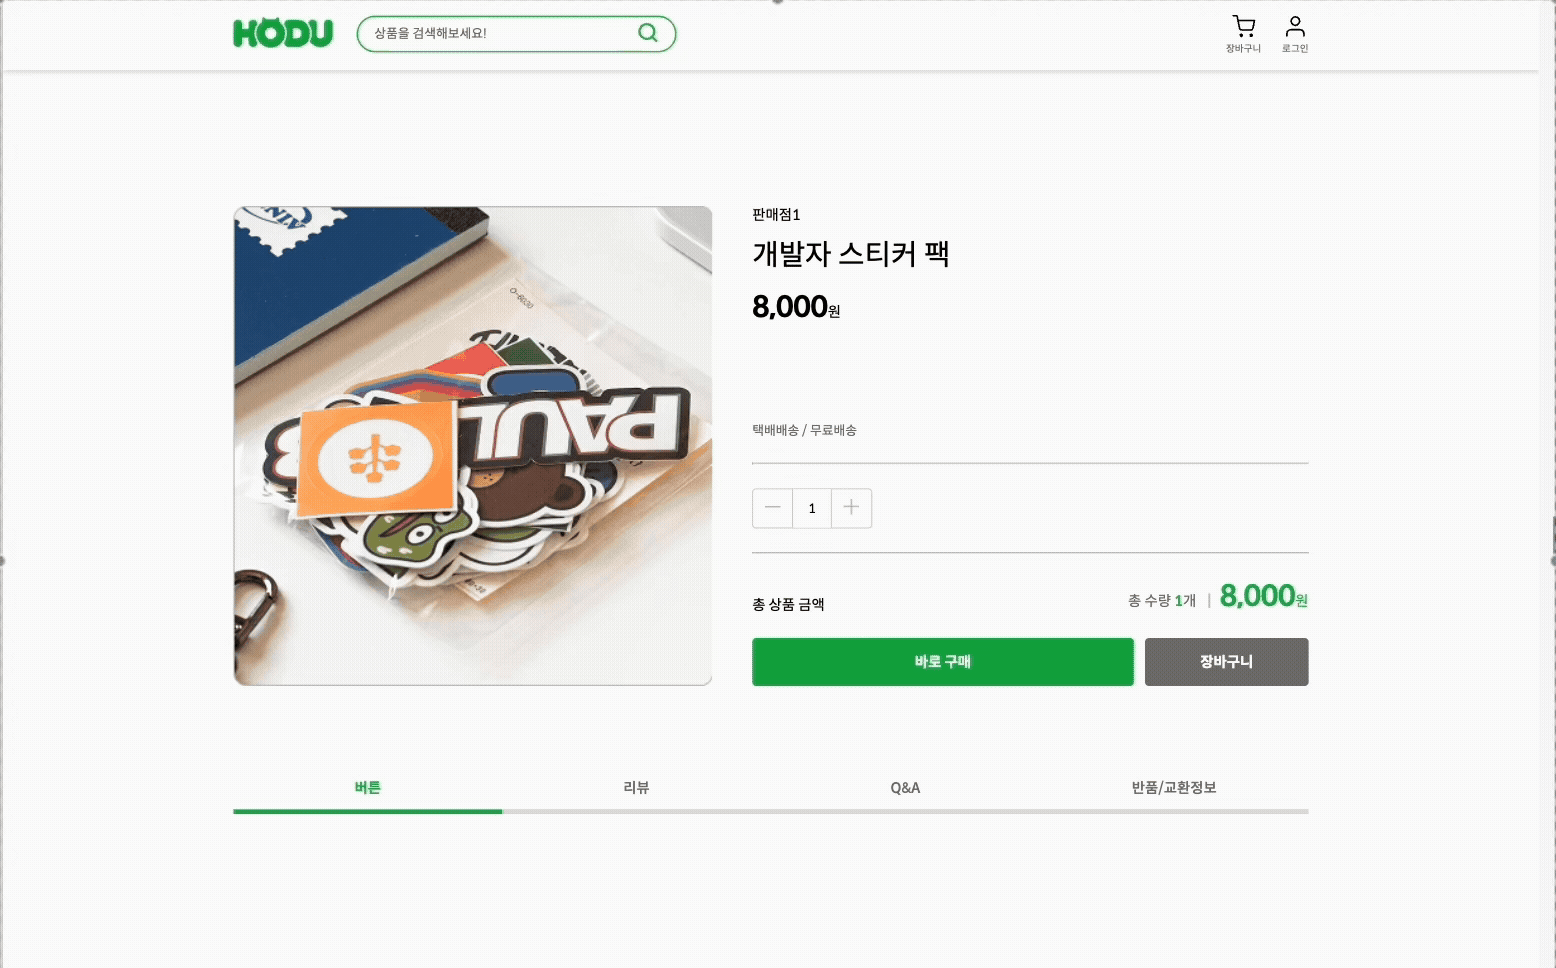 HODU
상품을 검색해보세요!
장바구니
로그인
판매점1
개발자 스티커 팩
8,000원
PAUL
택배배송 / 무료배송
1
총 상품 금액
총 수량 1개 | 8,000원
바로 구매
장바구니
버튼
리뷰
Q&A
반품/교환정보